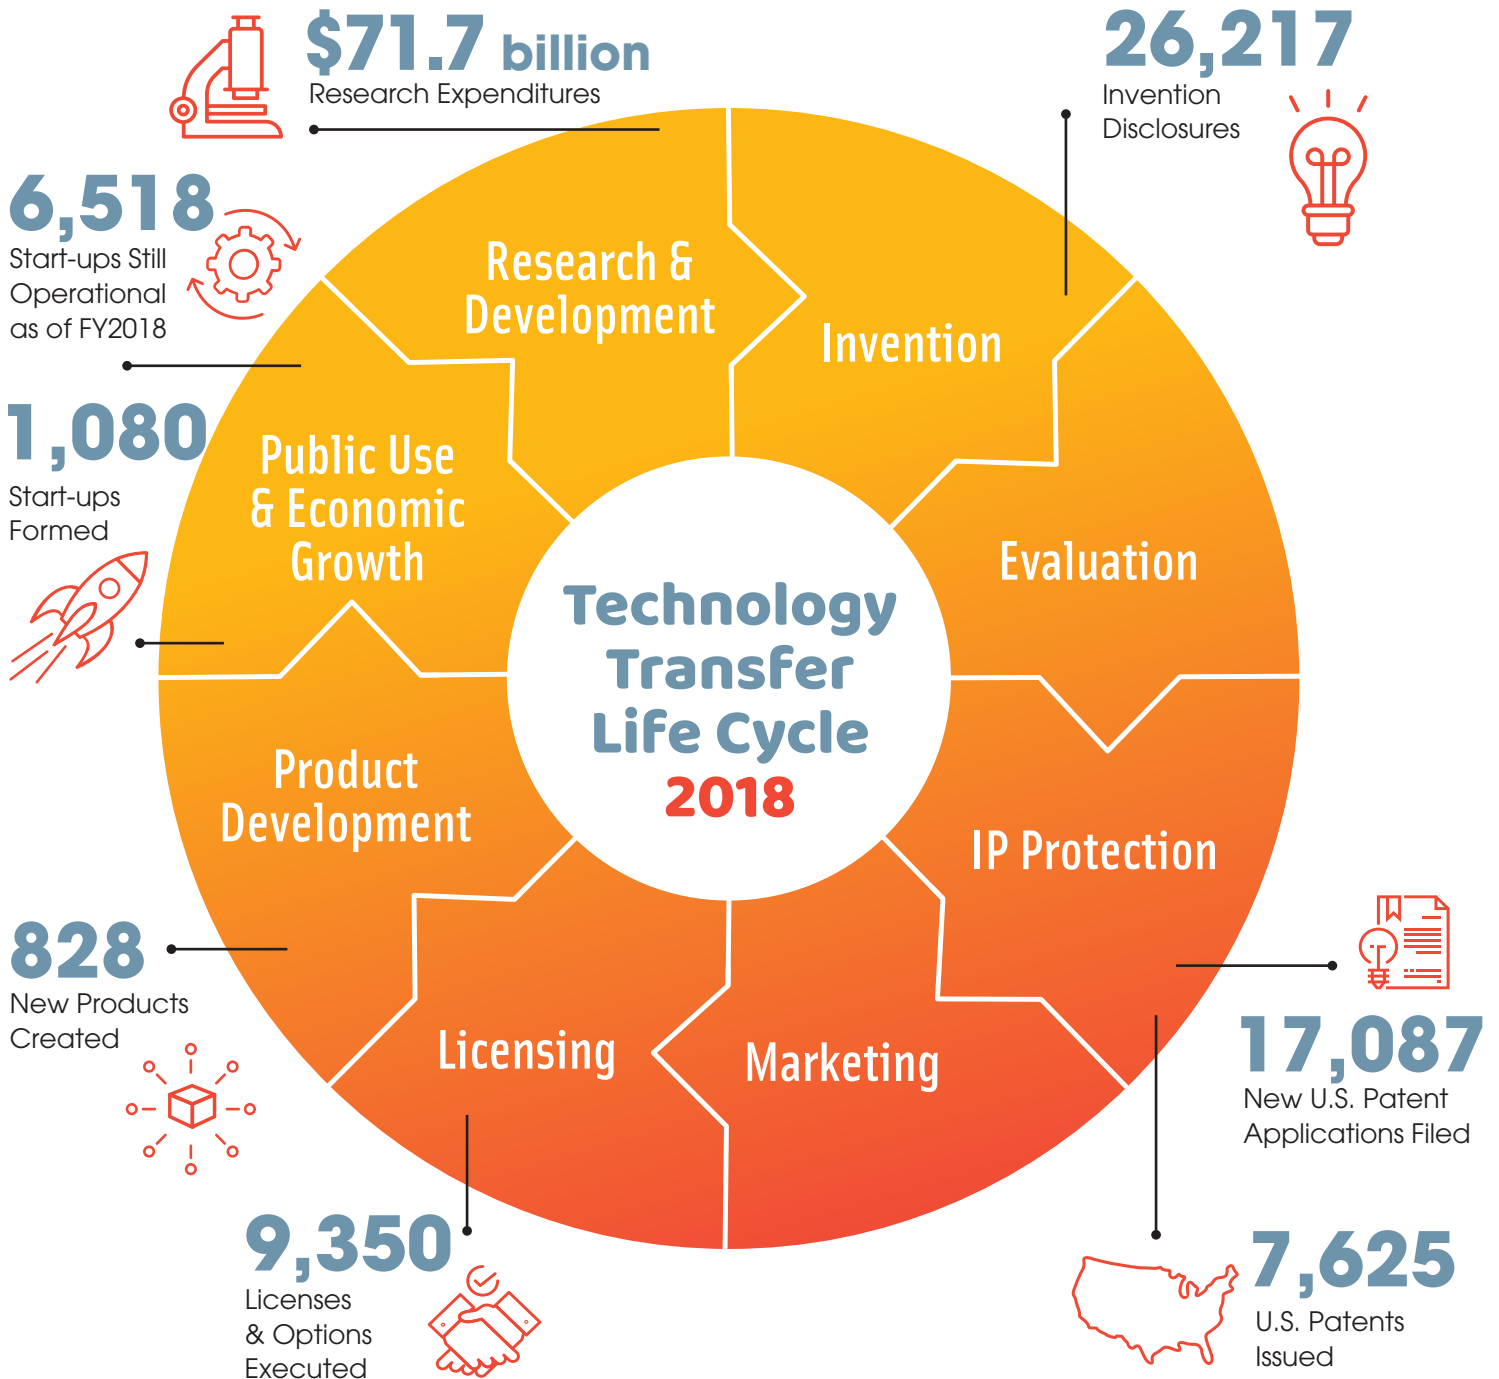 $71.7 billion
Research Expenditures
26,217
Invention
Disclosures
6,518
Start-ups Still
Operational
as of FY2018
1,080
Start-ups
Formed
Research &
Development
Invention
Public Use
& Economic
Growth
Evaluation
Technology
Transfer
Life Cycle
2018
Product
Development
IP Protection
Licensing
Marketing
828
New Products
Created
17,087
New U.S. Patent
Applications Filed
9,350
Licenses
& Options
Executed
7,625
U.S. Patents
Issued